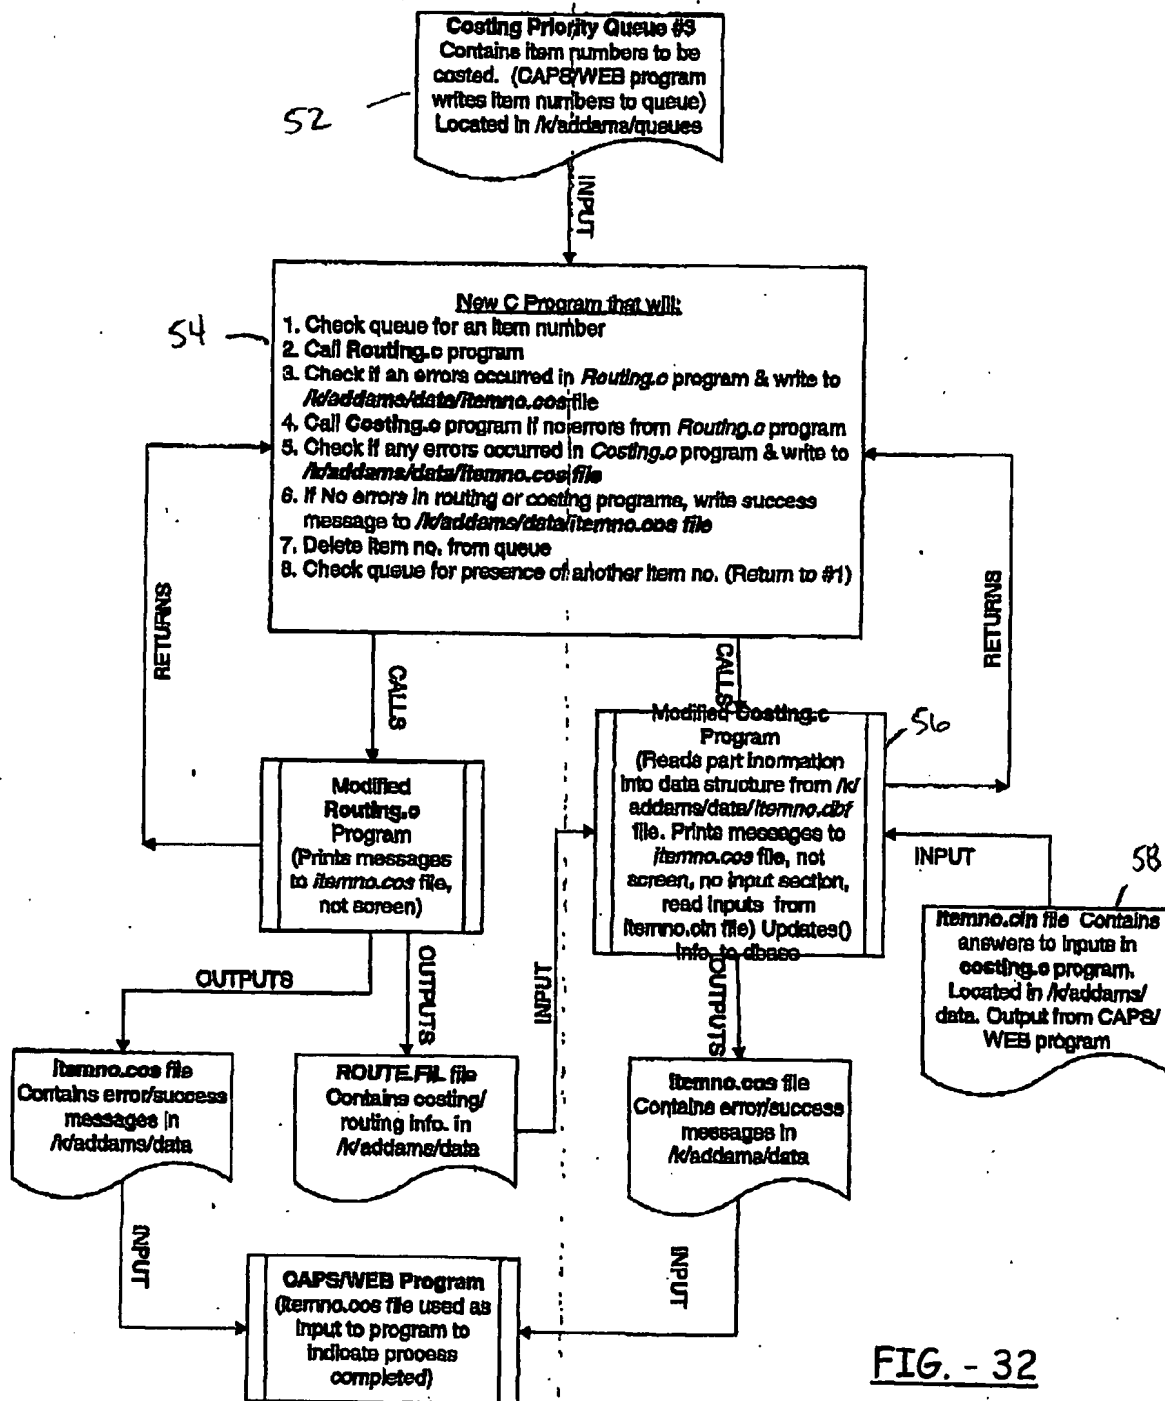 Costing Priority Queue #3
Contains item numbers to be
costed. (CAPS/WEB program
writes item numbers to queue)
Located in /k/addams/queues
52
INPUT
New C Program that will:
1. Check queue for an item number
2. Call Routing.c program
3. Check if an errors occurred in Routing.c program & write to
/k/addams/data/itemno.cos file
4. Call Costing.c program if no errors from Routing.c program
5. Check if any errors occurred in Costing.c program & write to
/k/addams/data/itemno.cos file
6. If No errors in routing or costing programs, write success
message to /k/addams/data/itemno.cos file
7. Delete item no. from queue
8. Check queue for presence of another item no. (Return to #1)
54
RETURNS
RETURNS
CALLS
CALLS
Modified
Routing.c
Program
(Prints messages
to itemno.cos file,
not screen)
Modified Costing.c
Program
(Reads part inormation
into data structure from /k/
addams/data/itemno.dbf
file. Prints messages to
itemno.cos file, not
screen, no input section,
read inputs from
itemno.cin file) Updates()
info. to dbase
56
INPUT
58
itemno.cin file Contains
answers to inputs in
costing.c program.
Located in /k/addams/
data. Output from CAPS/
WEB program
OUTPUTS
OUTPUTS
INPUT
OUTPUTS
itemno.cos file
Contains error/success
messages in
/k/addams/data
ROUTE.FIL file
Contains costing/
routing info. in
/k/addams/data
itemno.cos file
Contains error/success
messages in
/k/addams/data
INPUT
INPUT
CAPS/WEB Program
(itemno.cos file used as
input to program to
indicate process
completed)
FIG. - 32